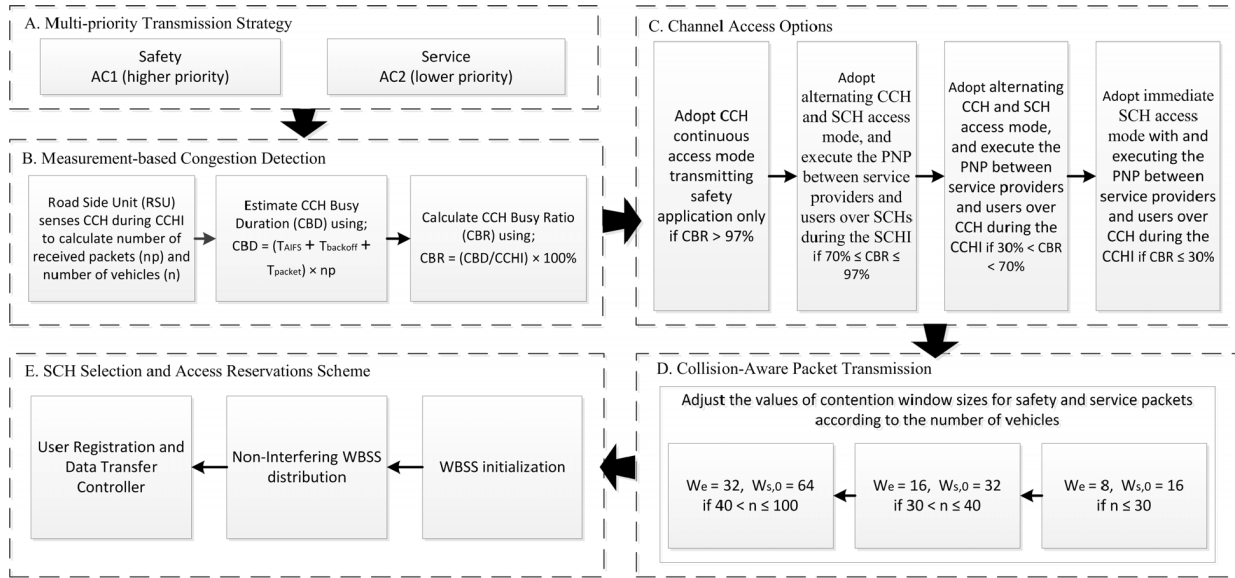 A. Multi-priority Transmission Strategy
Safety
AC1 (higher priority)
Service
AC2 (lower priority)
B. Measurement-based Congestion Detection
Road Side Unit (RSU)
senses CCH during CCHI
to calculate number of
received packets (np) and
number of vehicles (n)
Estimate CCH Busy
Duration (CBD) using;
CBD = (TAIFS + Tbackoff +
Tpacket) × np
Calculate CCH Busy Ratio
(CBR) using;
CBR = (CBD/CCHI) × 100%
C. Channel Access Options
Adopt CCH
continuous
access mode
transmitting
safety
application only
if CBR > 97%
Adopt
alternating CCH
and SCH access
mode, and
execute the PNP
between service
providers and
users over SCHs
during the SCHI
if 70% ≤ CBR ≤
97%
Adopt alternating
CCH and SCH
access mode,
and execute the
PNP between
service providers
and users over
CCH during the
CCHI if 30% < CBR
< 70%
Adopt immediate
SCH access
mode with and
executing the
PNP between
service providers
and users over
CCH during the
CCHI if CBR ≤ 30%
D. Collision-Aware Packet Transmission
Adjust the values of contention window sizes for safety and service packets
according to the number of vehicles
We = 8, Ws,0 = 16
if n ≤ 30
We = 16, Ws,0 = 32
if 30 < n ≤ 40
We = 32, Ws,0 = 64
if 40 < n ≤ 100
E. SCH Selection and Access Reservations Scheme
WBSS initialization
Non-Interfering WBSS
distribution
User Registration and
Data Transfer
Controller